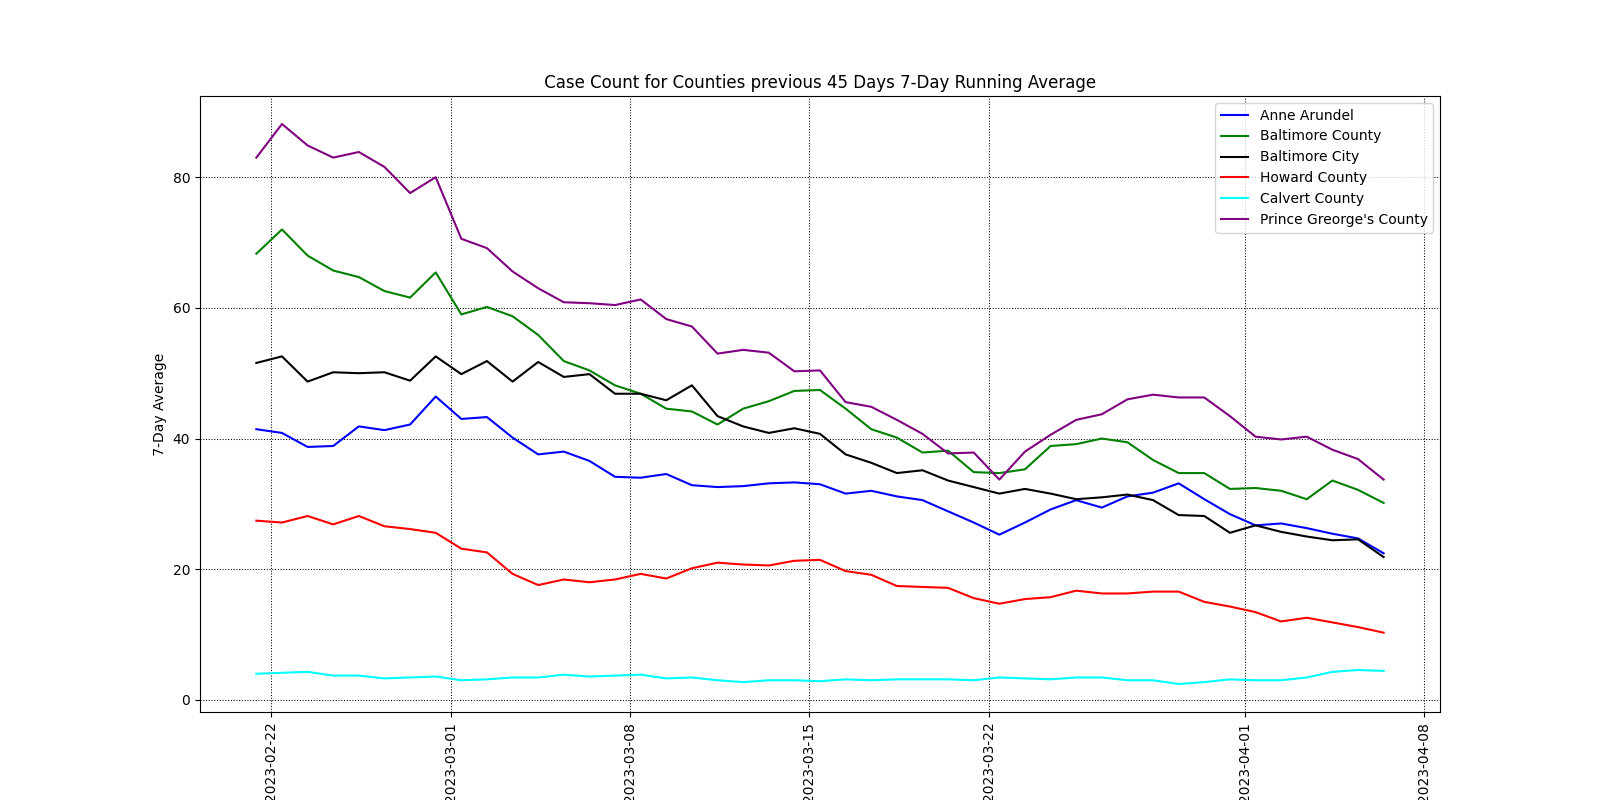 Case Count for Counties previous 45 Days 7-Day Running Average
Anne Arundel
Baltimore County
Baltimore City
Howard County
Calvert County
Prince Greorge's County
7-Day Average
80
60
40
20
0
2023-02-22
2023-03-01
2023-03-08
2023-03-15
2023-03-22
2023-04-01
2023-04-08